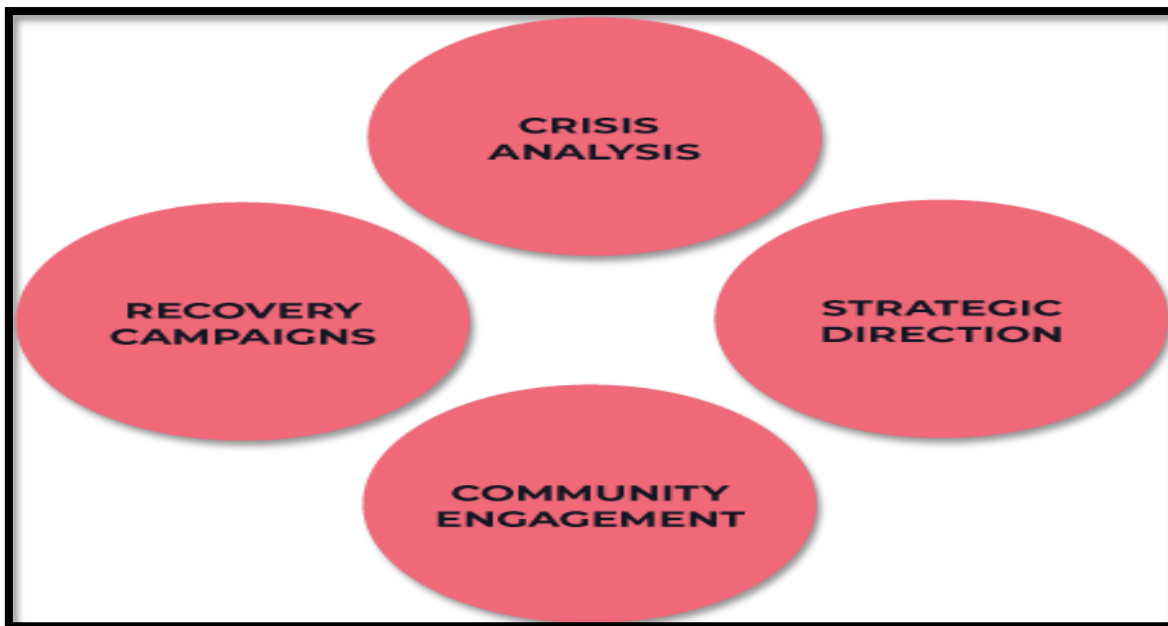 CRISIS
ANALYSIS
RECOVERY
CAMPAIGNS
STRATEGIC
DIRECTION
COMMUNITY
ENGAGEMENT